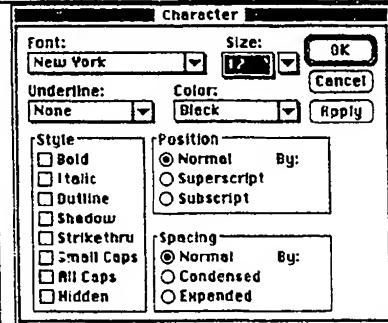 Character
Font: Size:
New York 12 OK
Cancel
Underline: Color:
None Black Apply
Style Position
Bold Normal By:
Italic Superscript
Outline Subscript
Shadow
Strikethru Spacing
Small Caps Normal By:
All Caps Condensed
Hidden Expanded